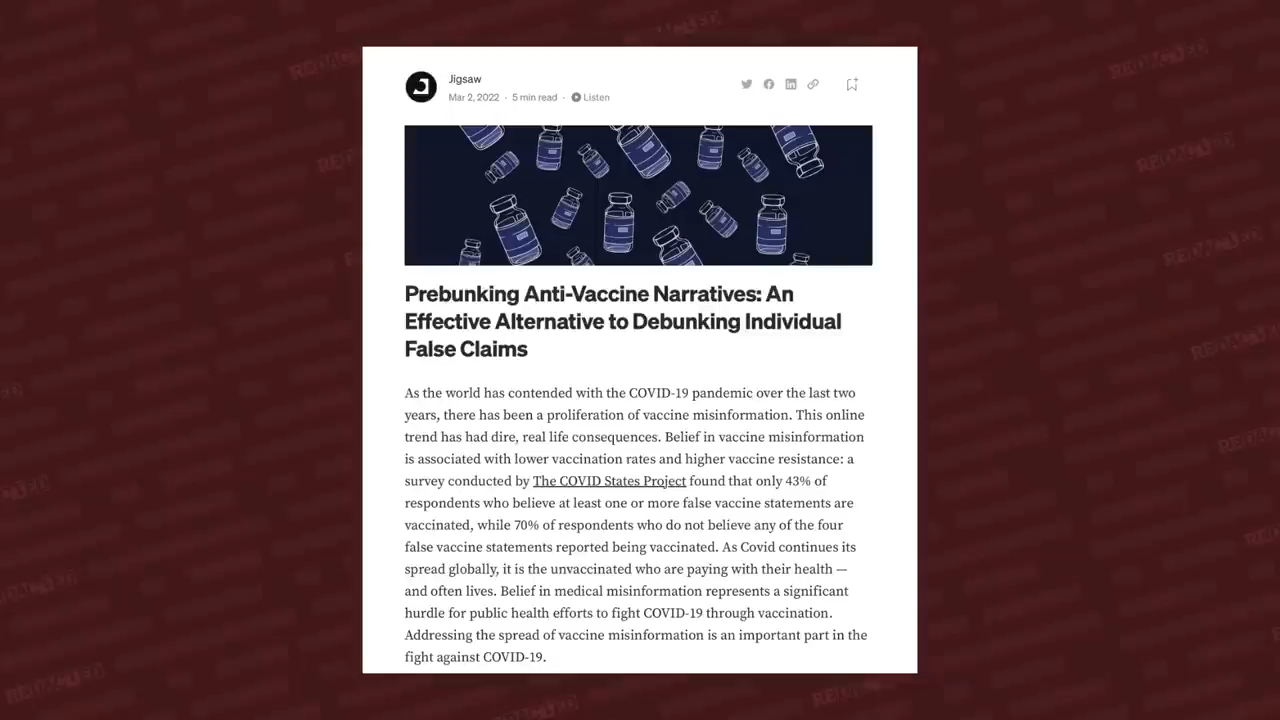 Jigsaw
Mar 2, 2022 · 5 min read · Listen
Prebunking Anti-Vaccine Narratives: An
Effective Alternative to Debunking Individual
False Claims
As the world has contended with the COVID-19 pandemic over the last two
years, there has been a proliferation of vaccine misinformation. This online
trend has had dire, real life consequences. Belief in vaccine misinformation
is associated with lower vaccination rates and higher vaccine resistance: a
survey conducted by The COVID States Project found that only 43% of
respondents who believe at least one or more false vaccine statements are
vaccinated, while 70% of respondents who do not believe any of the four
false vaccine statements reported being vaccinated. As Covid continues its
spread globally, it is the unvaccinated who are paying with their health —
and often lives. Belief in medical misinformation represents a significant
hurdle for public health efforts to fight COVID-19 through vaccination.
Addressing the spread of vaccine misinformation is an important part in the
fight against COVID-19.
REDACTED
REDACTED
REDACTED
REDACTED